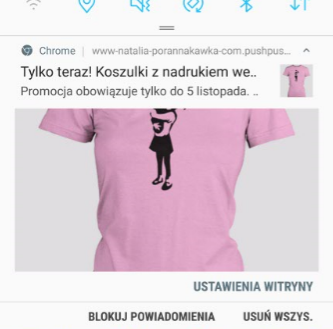 Chrome | www-natalia-porannakawka-com.pushpus...
Tylko teraz! Koszulki z nadrukiem we..
Promocja obowiązuje tylko do 5 listopada. ..
USTAWIENIA WITRYNY
BLOKUJ POWIADOMIENIA USUŃ WSZYS.